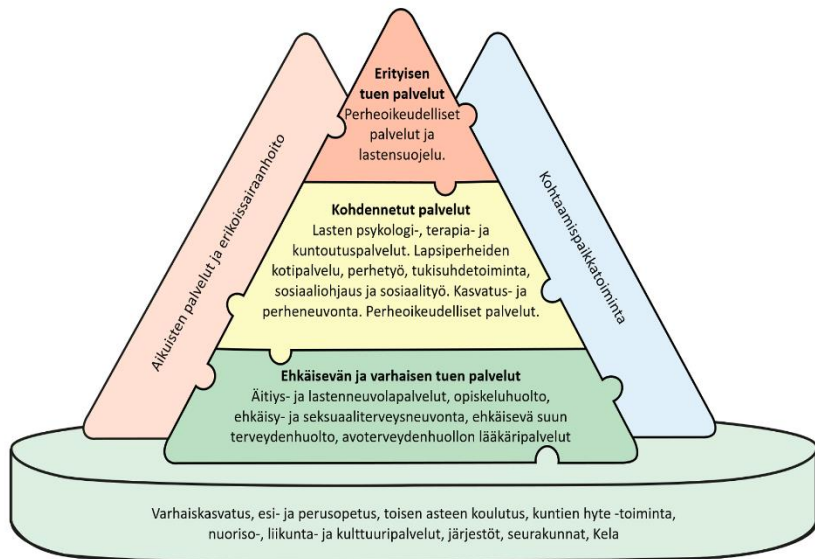 Erityisen
tuen palvelut
Perheoikeudelliset
palvelut ja
lastensuojelu.
Aikuisten palvelut ja erikoissairaanhoito
Kohtaamispaikkatoiminta
Kohdennetut palvelut
Lasten psykologi-, terapia- ja
kuntoutuspalvelut. Lapsiperheiden
kotipalvelu, perhetyö, tukisuhdetoiminta,
sosiaaliohjaus ja sosiaalityö. Kasvatus- ja
perheneuvonta. Perheoikeudelliset palvelut.
Ehkäisevän ja varhaisen tuen palvelut
Äitiys- ja lastenneuvolapalvelut, opiskeluhuolto,
ehkäisy- ja seksuaaliterveysneuvonta, ehkäisevä suun
terveydenhuolto, avoterveydenhuollon lääkäripalvelut
Varhaiskasvatus, esi- ja perusopetus, toisen asteen koulutus, kuntien hyte -toiminta,
nuoriso-, liikunta- ja kulttuuripalvelut, järjestöt, seurakunnat, Kela